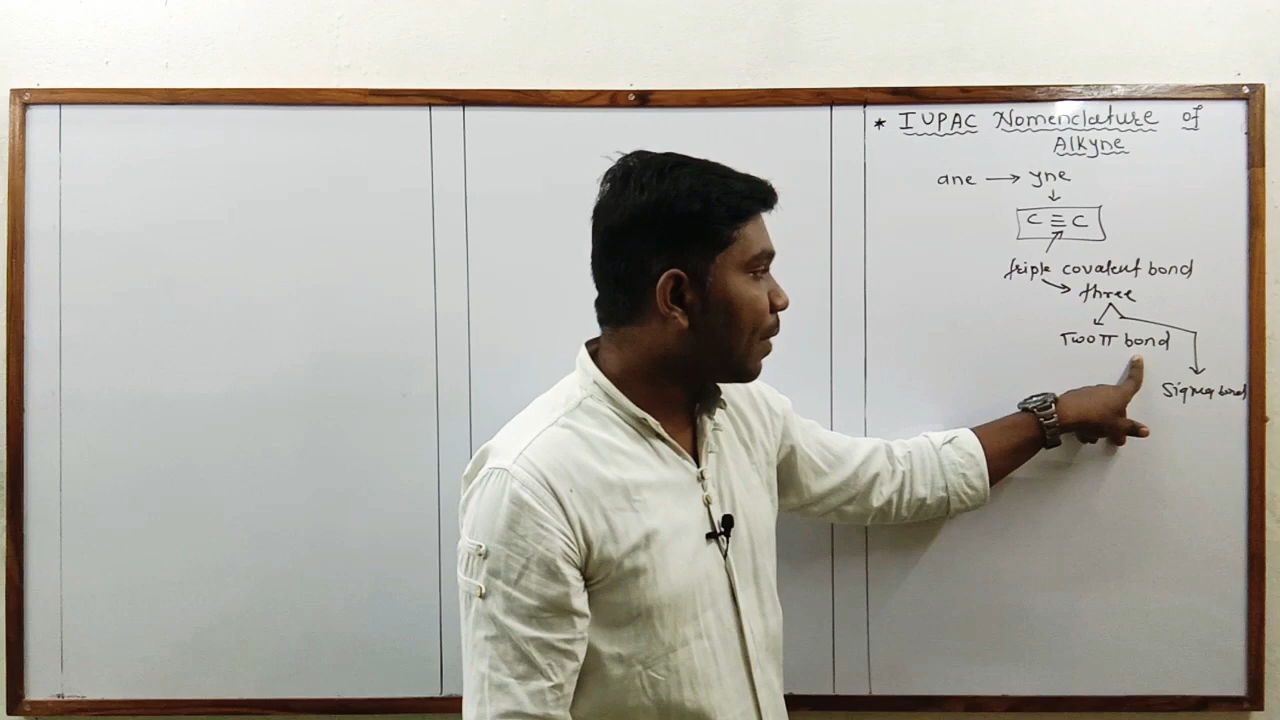 * IUPAC Nomenclature of
Alkyne
ane → yne
↓
C ≡ C
triple covalent bond
→ three
Two π bond
Sigma bond